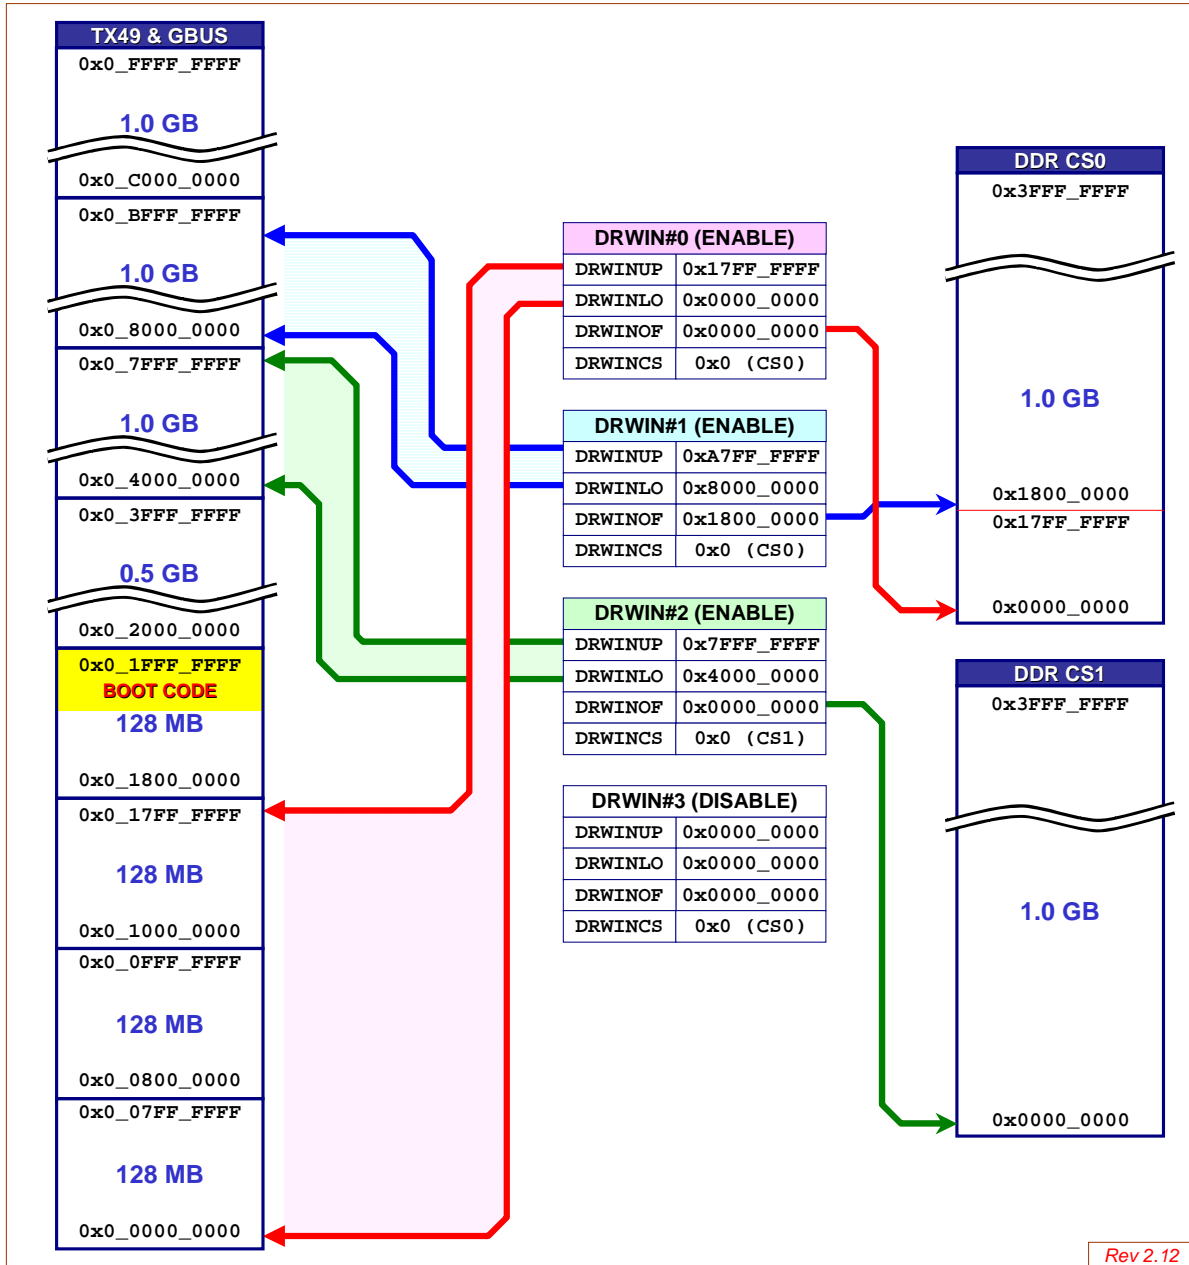 TX49 & GBUS
0x0_FFFF_FFFF
1.0 GB
0x0_C000_0000
0x0_BFFF_FFFF
1.0 GB
0x0_8000_0000
0x0_7FFF_FFFF
1.0 GB
0x0_4000_0000
0x0_3FFF_FFFF
0.5 GB
0x0_2000_0000
0x0_1FFF_FFFF
BOOT CODE
128 MB
0x0_1800_0000
0x0_17FF_FFFF
128 MB
0x0_1000_0000
0x0_0FFF_FFFF
128 MB
0x0_0800_0000
0x0_07FF_FFFF
128 MB
0x0_0000_0000
DRWIN#0 (ENABLE)
DRWINUP 0x17FF_FFFF
DRWINLO 0x0000_0000
DRWINOF 0x0000_0000
DRWINCS 0x0 (CS0)
DRWIN#1 (ENABLE)
DRWINUP 0xA7FF_FFFF
DRWINLO 0x8000_0000
DRWINOF 0x1800_0000
DRWINCS 0x0 (CS0)
DRWIN#2 (ENABLE)
DRWINUP 0x7FFF_FFFF
DRWINLO 0x4000_0000
DRWINOF 0x0000_0000
DRWINCS 0x0 (CS1)
DRWIN#3 (DISABLE)
DRWINUP 0x0000_0000
DRWINLO 0x0000_0000
DRWINOF 0x0000_0000
DRWINCS 0x0 (CS0)
DDR CS0
0x3FFF_FFFF
1.0 GB
0x1800_0000
0x17FF_FFFF
0x0000_0000
DDR CS1
0x3FFF_FFFF
1.0 GB
0x0000_0000
Rev 2.12